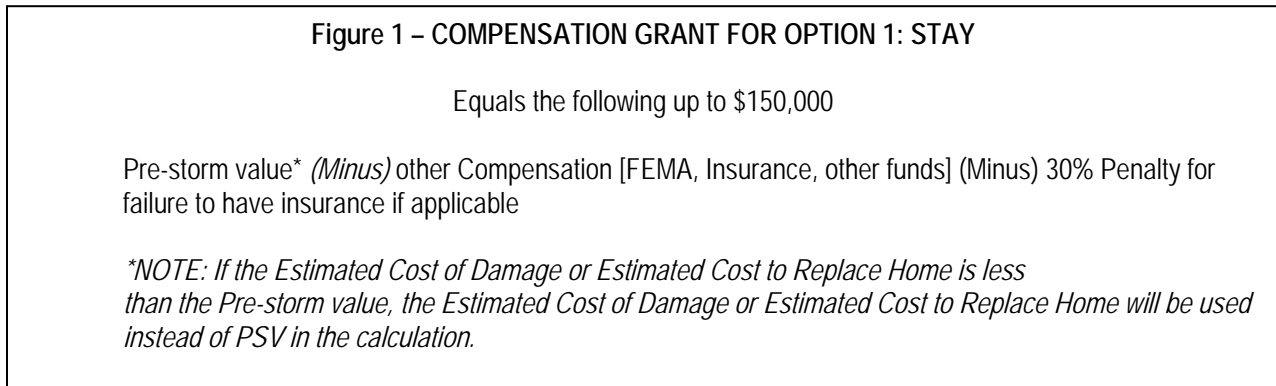 Figure 1 – COMPENSATION GRANT FOR OPTION 1: STAY
Equals the following up to $150,000
Pre-storm value* (Minus) other Compensation [FEMA, Insurance, other funds] (Minus) 30% Penalty for
failure to have insurance if applicable
*NOTE: If the Estimated Cost of Damage or Estimated Cost to Replace Home is less
than the Pre-storm value, the Estimated Cost of Damage or Estimated Cost to Replace Home will be used
instead of PSV in the calculation.